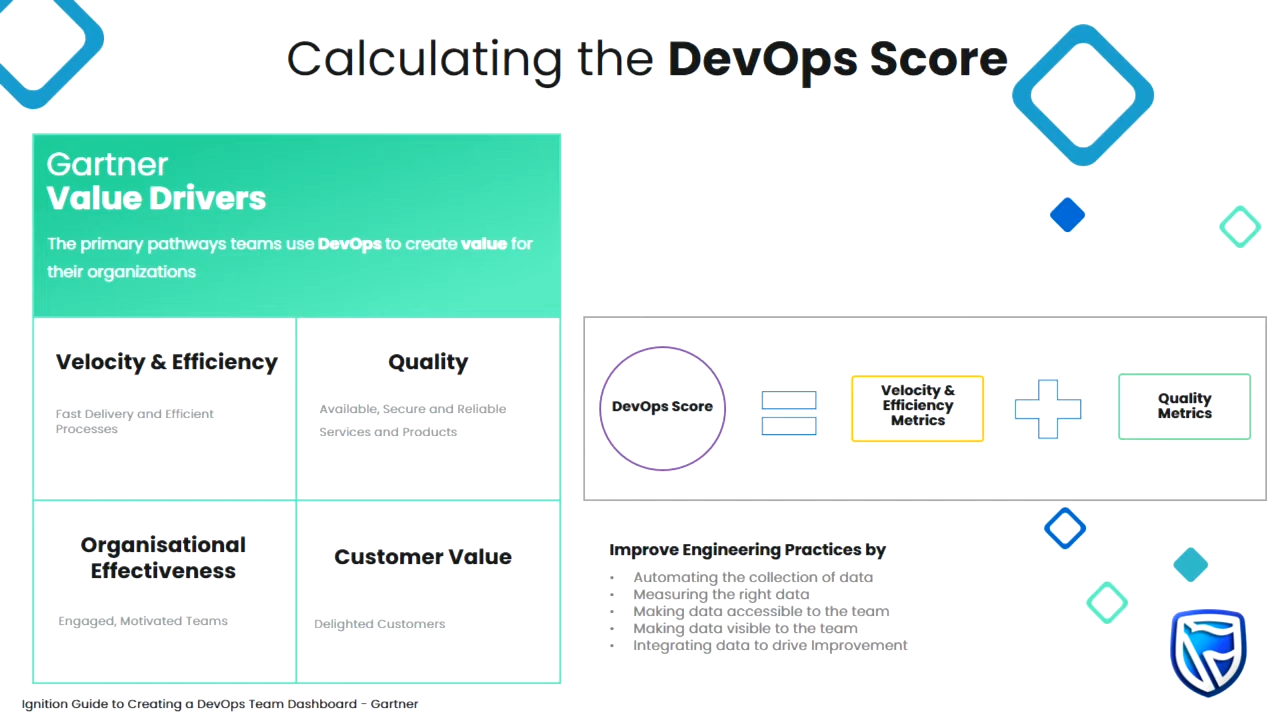 Calculating the DevOps Score
Gartner
Value Drivers
The primary pathways teams use DevOps to create value for
their organizations
Velocity & Efficiency
Fast Delivery and Efficient
Processes
Quality
Available, Secure and Reliable
Services and Products
Organisational
Effectiveness
Engaged, Motivated Teams
Customer Value
Delighted Customers
DevOps Score
Velocity &
Efficiency
Metrics
Quality
Metrics
Improve Engineering Practices by
• Automating the collection of data
• Measuring the right data
• Making data accessible to the team
• Making data visible to the team
• Integrating data to drive Improvement
Ignition Guide to Creating a DevOps Team Dashboard - Gartner